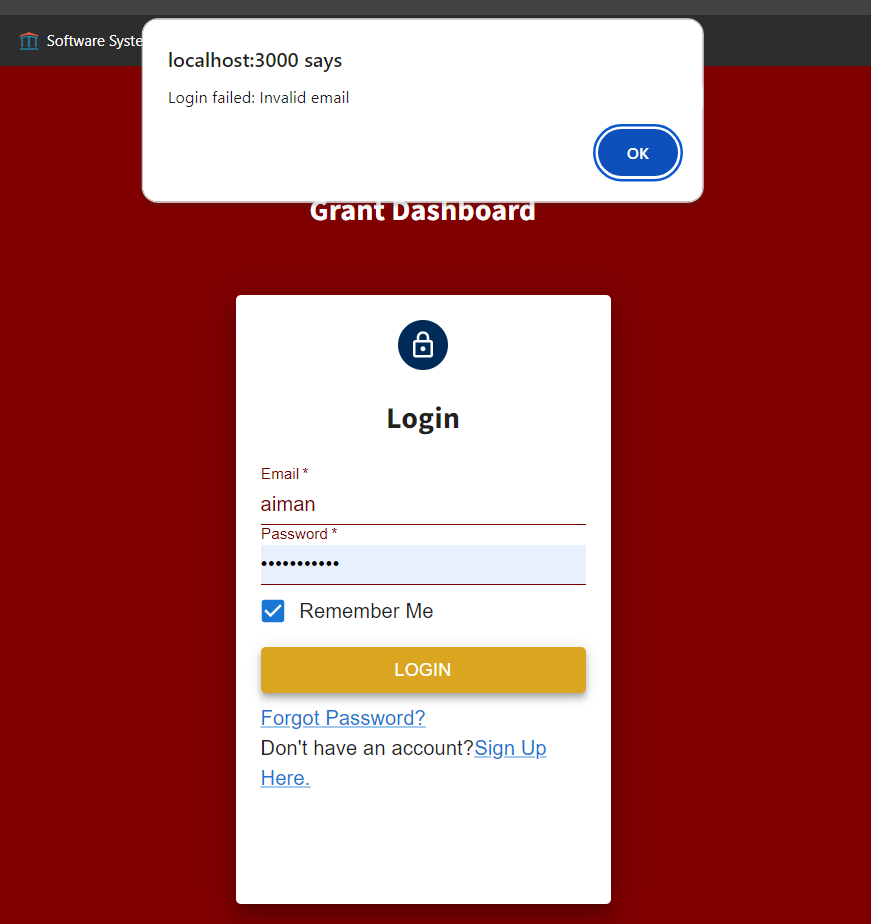 Software Syste
localhost:3000 says
Login failed: Invalid email
OK
Grant Dashboard
Login
Email *
aiman
Password *
•••••••••••
Remember Me
LOGIN
Forgot Password?
Don't have an account?Sign Up
Here.